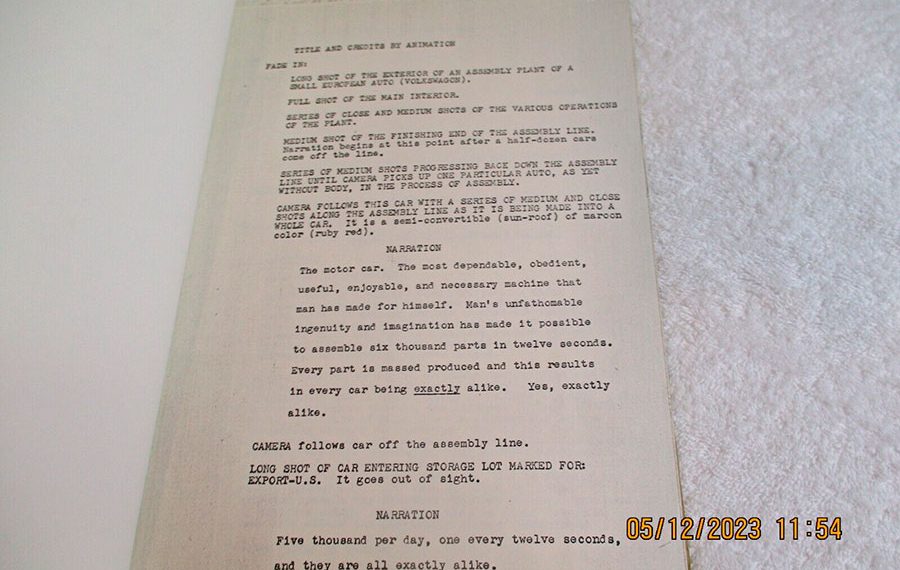 TITLE AND CREDITS BY ANIMATION
FADE IN:
LONG SHOT OF THE EXTERIOR OF AN ASSEMBLY PLANT OF A
SMALL EUROPEAN AUTO (VOLKSWAGON).
FULL SHOT OF THE MAIN INTERIOR.
SERIES OF CLOSE AND MEDIUM SHOTS OF THE VARIOUS OPERATIONS
OF THE PLANT.
MEDIUM SHOT OF THE FINISHING END OF THE ASSEMBLY LINE.
Narration begins at this point after a half-dozen cars
come off the line.
SERIES OF MEDIUM SHOTS PROGRESSING BACK DOWN THE ASSEMBLY
LINE UNTIL CAMERA PICKS UP ONE PARTICULAR AUTO, AS YET
WITHOUT BODY, IN THE PROCESS OF ASSEMBLY.
CAMERA FOLLOWS THIS CAR WITH A SERIES OF MEDIUM AND CLOSE
SHOTS ALONG THE ASSEMBLY LINE AS IT IS BEING MADE INTO A
WHOLE CAR. It is a semi-convertible (sun-roof) of maroon
color (ruby red).
NARRATION
The motor car. The most dependable, obedient,
useful, enjoyable, and necessary machine that
man has made for himself. Man's unfathomable
ingenuity and imagination has made it possible
to assemble six thousand parts in twelve seconds.
Every part is massed produced and this results
in every car being exactly alike. Yes, exactly
alike.
CAMERA follows car off the assembly line.
LONG SHOT OF CAR ENTERING STORAGE LOT MARKED FOR:
EXPORT-U.S. It goes out of sight.
NARRATION
Five thousand per day, one every twelve seconds,
and they are all exactly alike.
05/12/2023 11:54